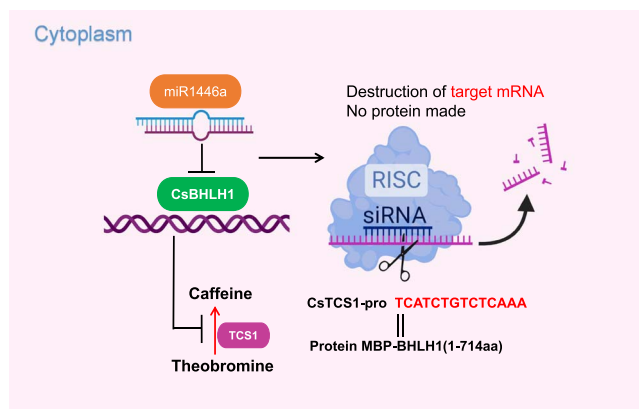 Cytoplasm
miR1446a
Destruction of target mRNA
No protein made
RISC
CsBHLH1
siRNA
Caffeine
CsTCS1-pro TCATCTGTCTCAAA
TCS1
Protein MBP-BHLH1(1-714aa)
Theobromine